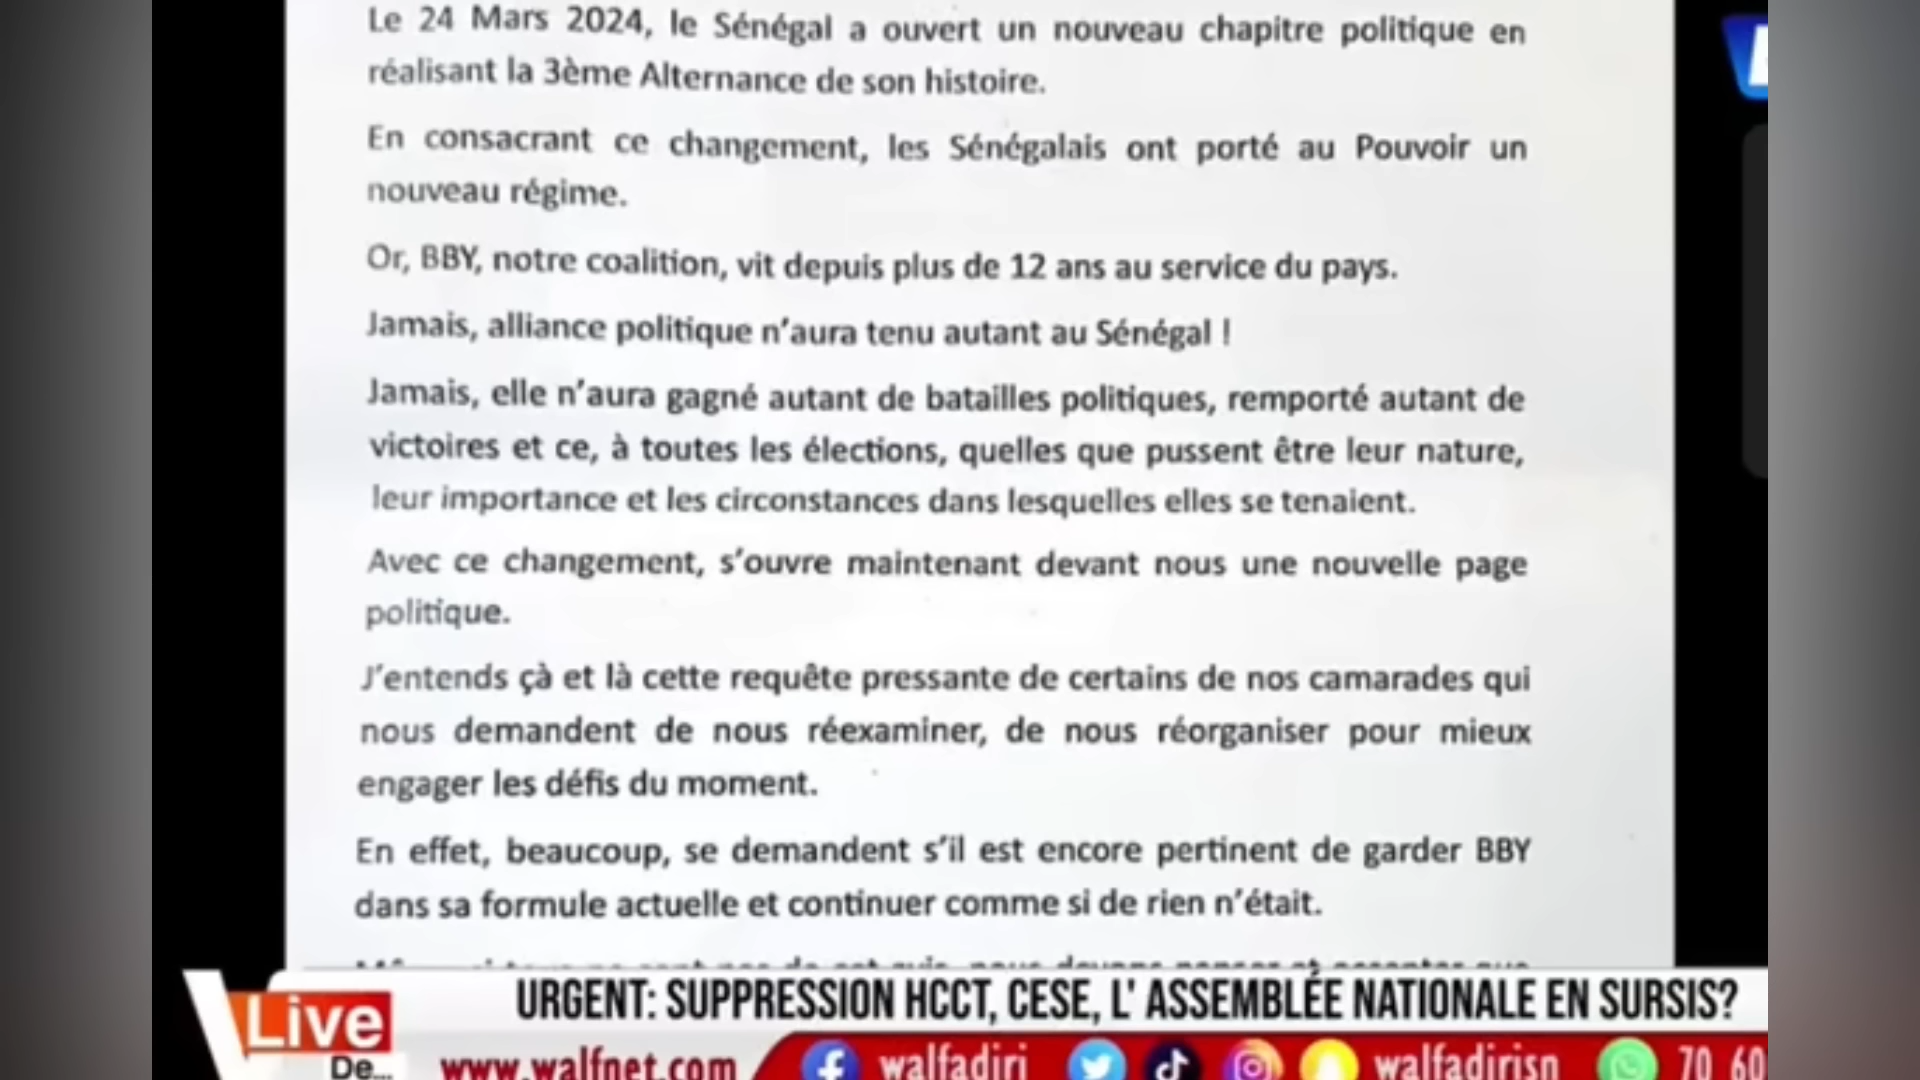 Le 24 Mars 2024, le Sénégal a ouvert un nouveau chapitre politique en
réalisant la 3ème Alternance de son histoire.
En consacrant ce changement, les Sénégalais ont porté au Pouvoir un
nouveau régime.
Or, BBY, notre coalition, vit depuis plus de 12 ans au service du pays.
Jamais, alliance politique n'aura tenu autant au Sénégal !
Jamais, elle n'aura gagné autant de batailles politiques, remporté autant de
victoires et ce, à toutes les élections, quelles que pussent être leur nature,
leur importance et les circonstances dans lesquelles elles se tenaient.
Avec ce changement, s'ouvre maintenant devant nous une nouvelle page
politique.
J'entends çà et là cette requête pressante de certains de nos camarades qui
nous demandent de nous réexaminer, de nous réorganiser pour mieux
engager les défis du moment.
En effet, beaucoup, se demandent s'il est encore pertinent de garder BBY
dans sa formule actuelle et continuer comme si de rien n'était.
URGENT: SUPPRESSION HCCT, CESE, L' ASSEMBLÉE NATIONALE EN SURSIS?
Live
De...
www.walfnet.com walfadiri walfadirisn 70 60